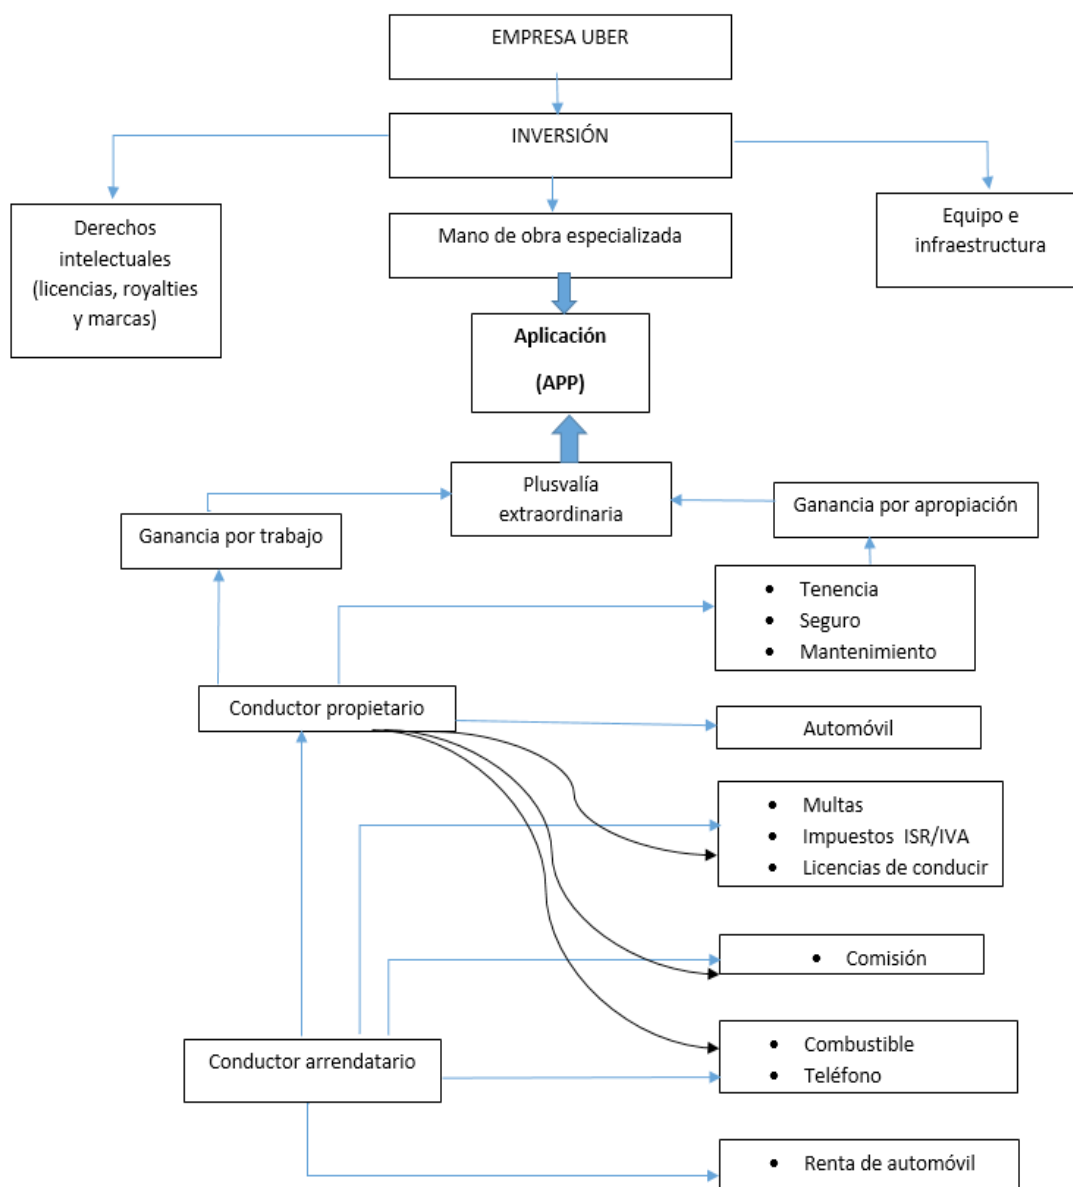 EMPRESA UBER
INVERSIÓN
Derechos
intelectuales
(licencias, royalties
y marcas)
Mano de obra especializada
Equipo e
infraestructura
Aplicación
(APP)
Plusvalía
extraordinaria
Ganancia por trabajo
Ganancia por apropiación
• Tenencia
• Seguro
• Mantenimiento
Conductor propietario
Automóvil
• Multas
• Impuestos ISR/IVA
• Licencias de conducir
• Comisión
Conductor arrendatario
• Combustible
• Teléfono
• Renta de automóvil